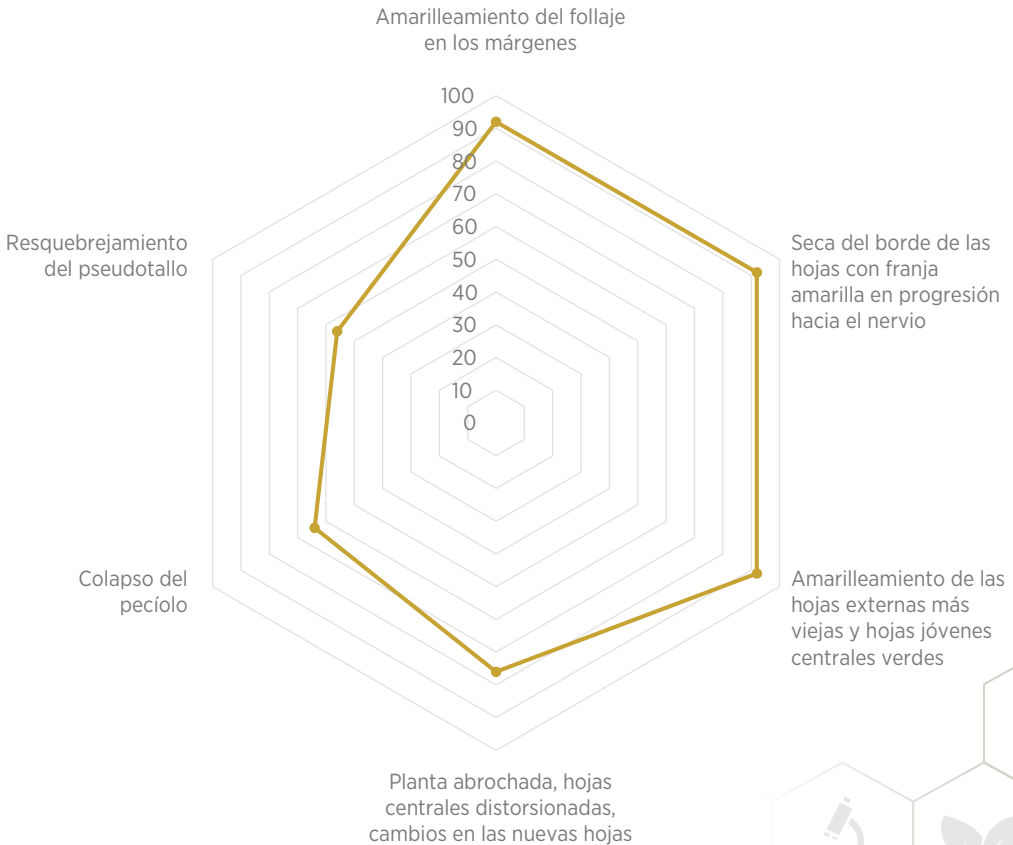 Amarilleamiento del follaje
en los márgenes
100
90
80
70
60
50
40
30
20
10
0
Seca del borde de las
hojas con franja
amarilla en progresión
hacia el nervio
Amarilleamiento de las
hojas externas más
viejas y hojas jóvenes
centrales verdes
Planta abrochada, hojas
centrales distorsionadas,
cambios en las nuevas hojas
Colapso del
pecíolo
Resquebrejamiento
del pseudotallo